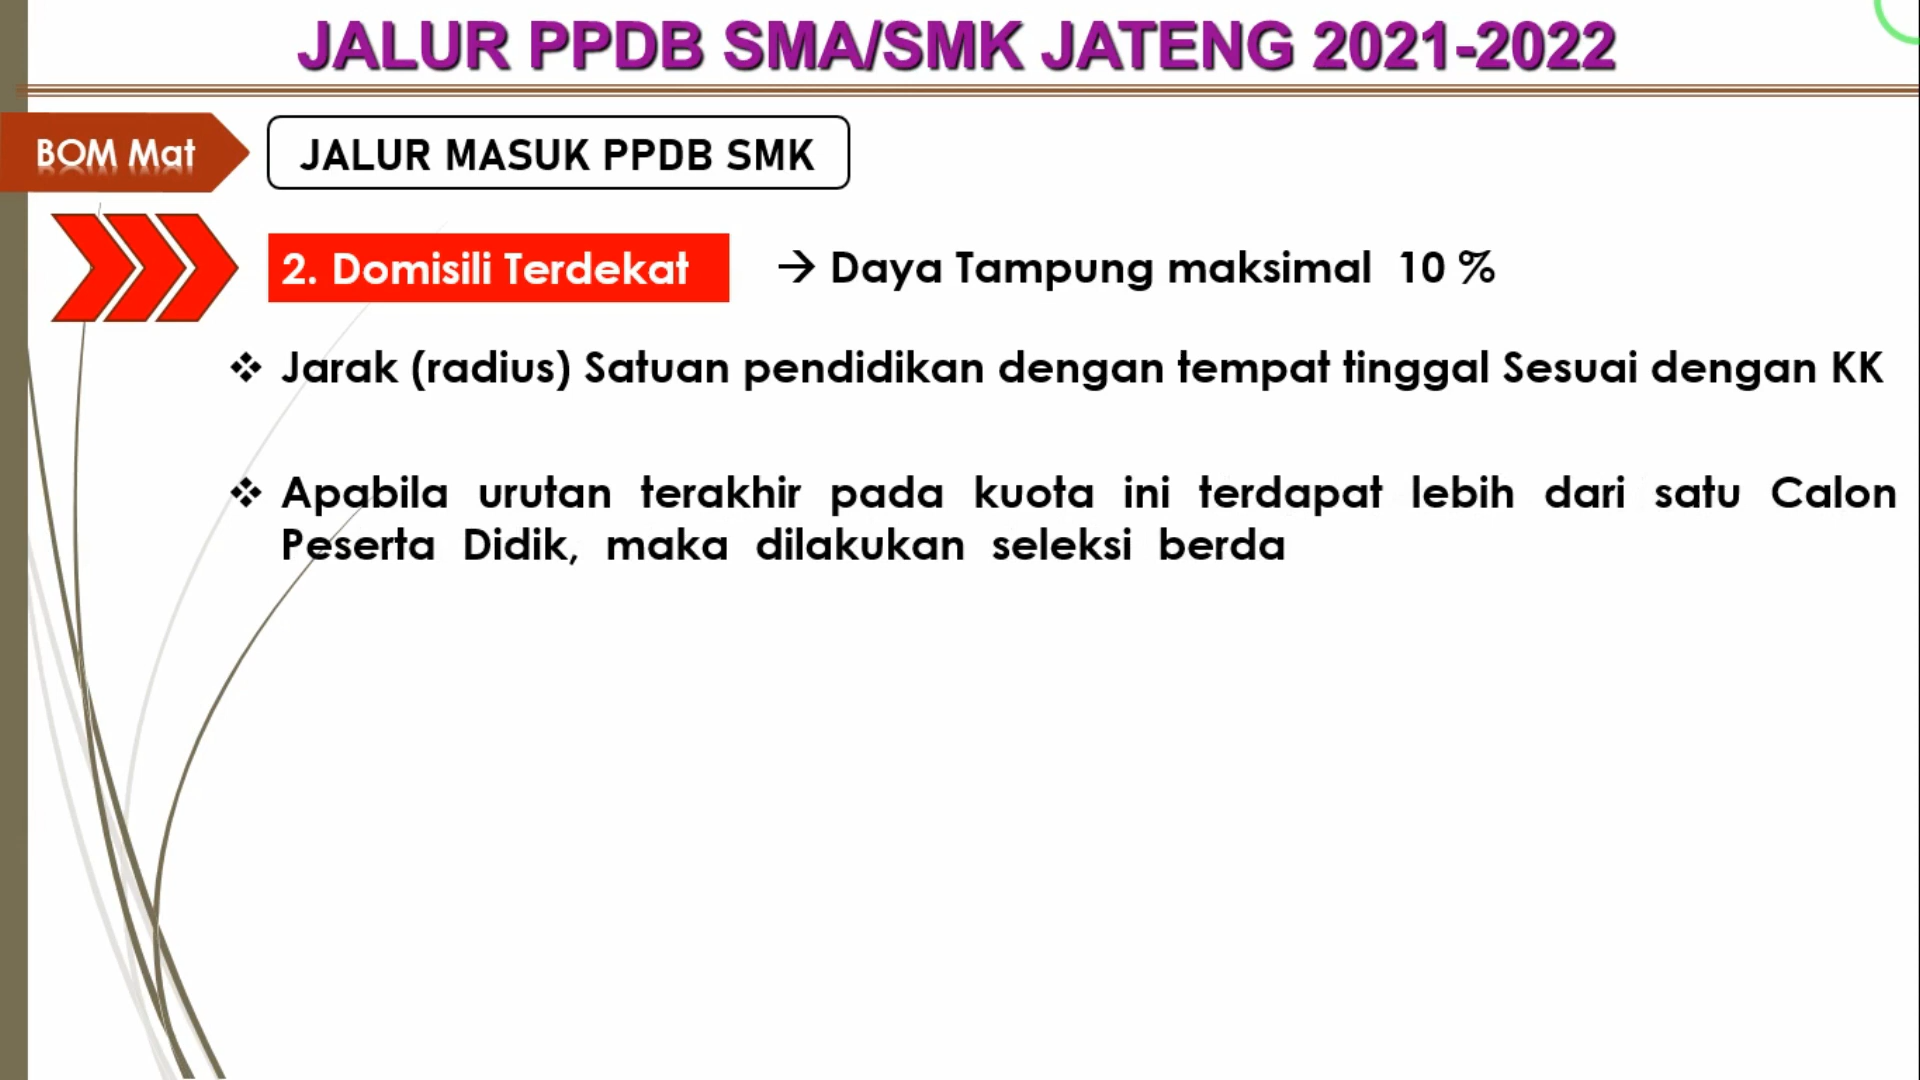 JALUR PPDB SMA/SMK JATENG 2021-2022
BOM Mat
JALUR MASUK PPDB SMK
2. Domisili Terdekat
→ Daya Tampung maksimal 10 %
❖ Jarak (radius) Satuan pendidikan dengan tempat tinggal Sesuai dengan KK
❖ Apabila urutan terakhir pada kuota ini terdapat lebih dari satu Calon
Peserta Didik, maka dilakukan seleksi berda